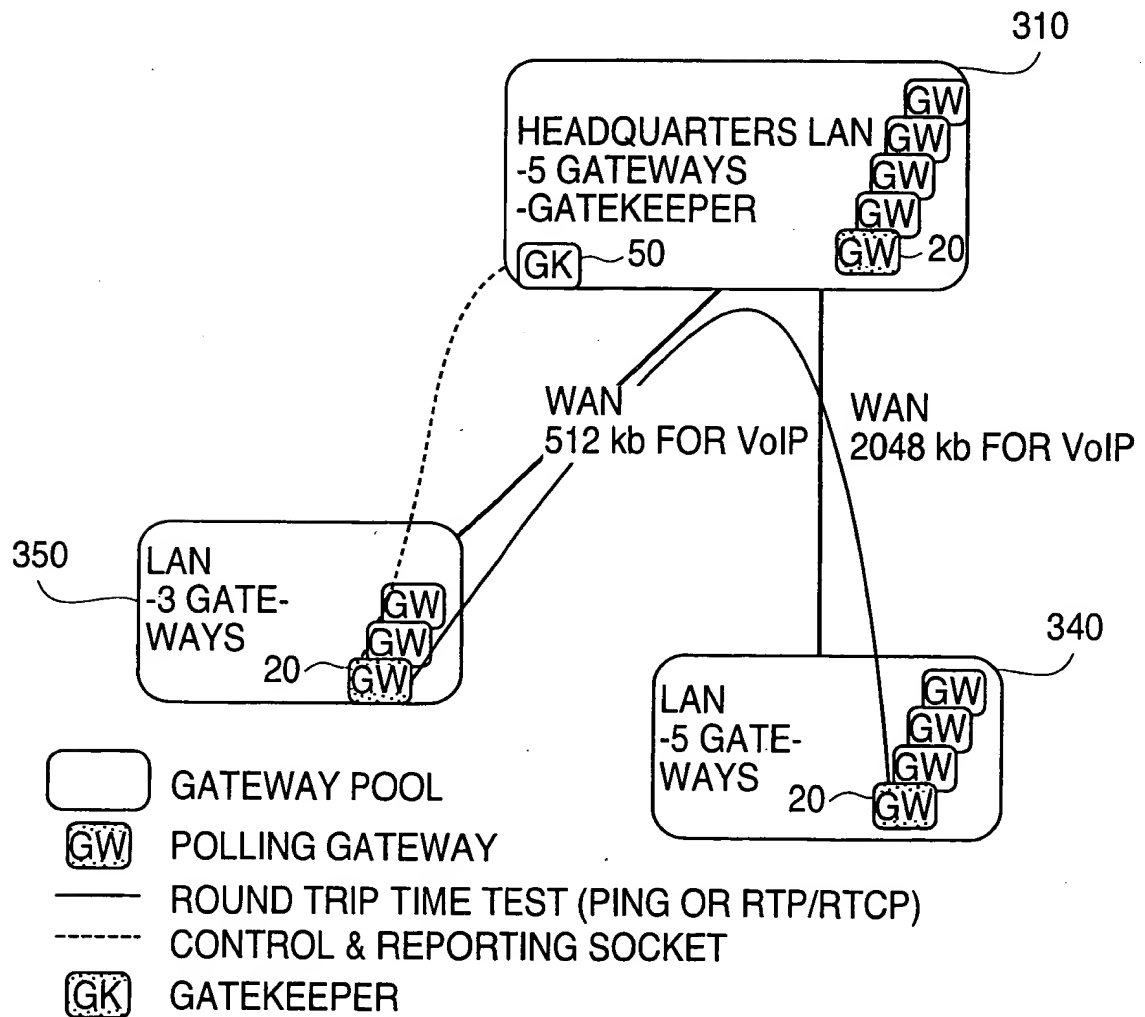 310
GW
HEADQUARTERS LAN
GW
-5 GATEWAYS
GW
-GATEKEEPER
GW
GK
50
GW
20
WAN
512 kb FOR VoIP
WAN
2048 kb FOR VoIP
350
LAN
-3 GATE-
WAYS
GW
GW
20
GW
340
LAN
-5 GATE-
WAYS
GW
GW
GW
20
GW
GATEWAY POOL
GW
POLLING GATEWAY
ROUND TRIP TIME TEST (PING OR RTP/RTCP)
CONTROL & REPORTING SOCKET
GK
GATEKEEPER